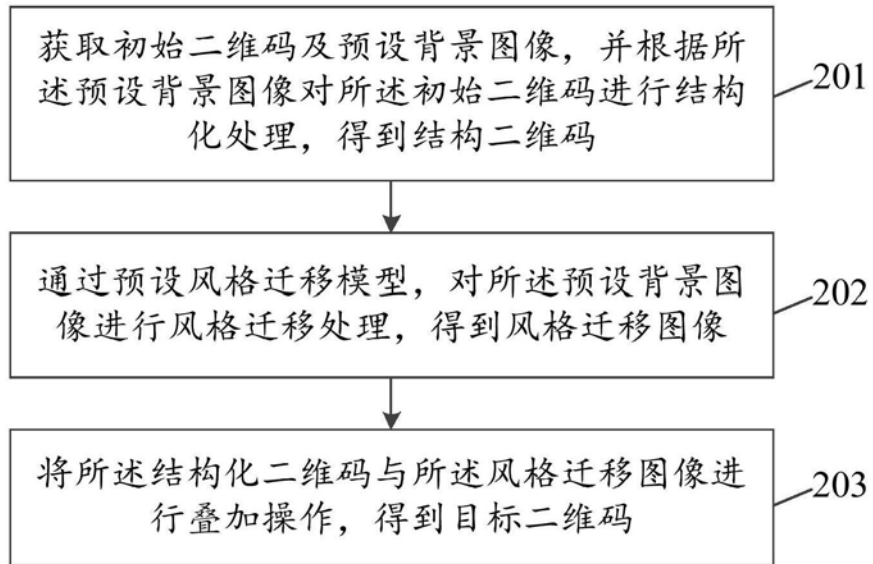 获取初始二维码及预设背景图像，并根据所
述预设背景图像对所述初始二维码进行结构
化处理，得到结构二维码
201
通过预设风格迁移模型，对所述预设背景图
像进行风格迁移处理，得到风格迁移图像
202
将所述结构化二维码与所述风格迁移图像进
行叠加操作，得到目标二维码
203